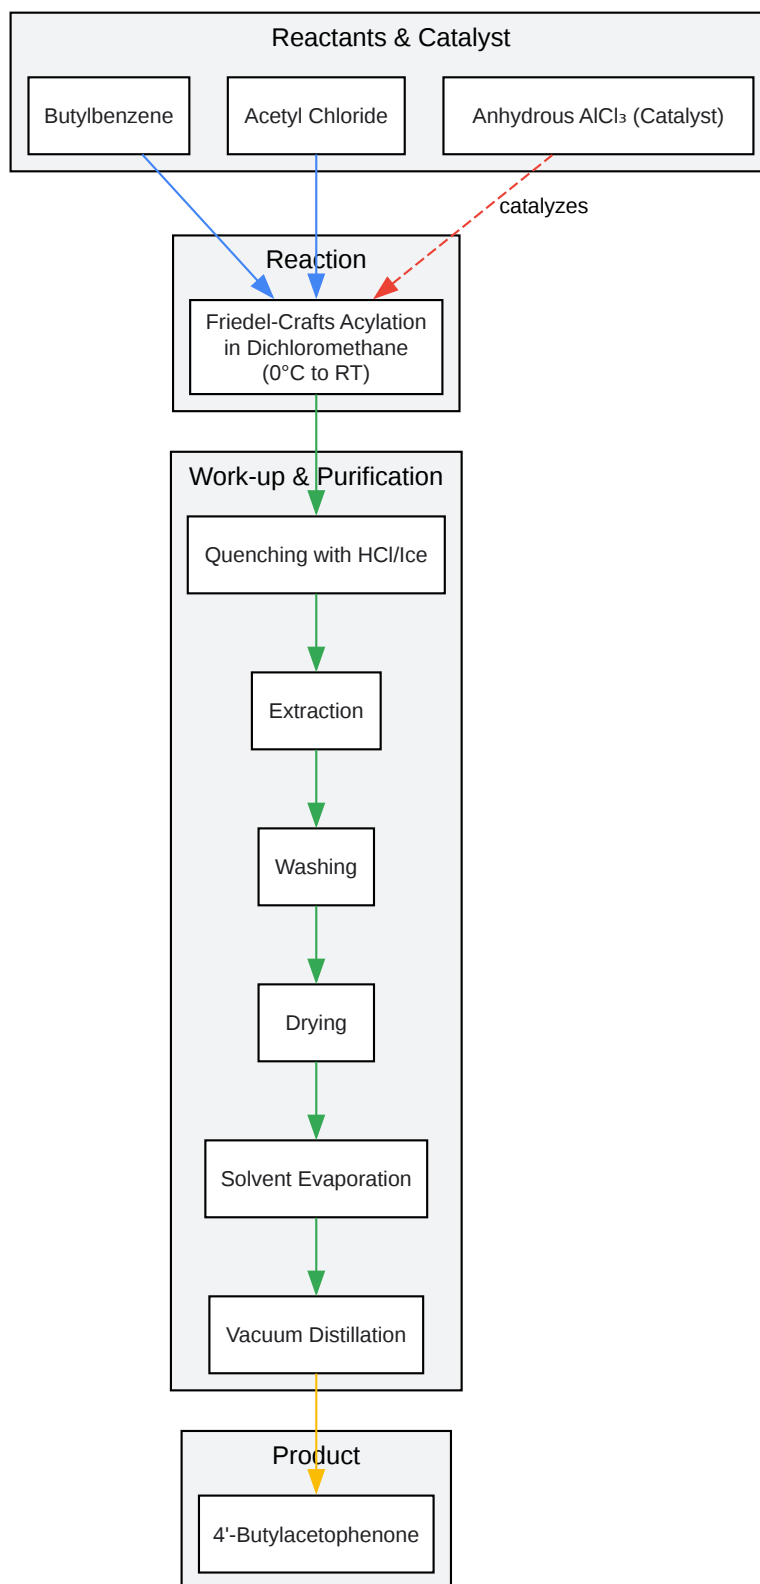 Reactants & Catalyst
Butylbenzene
Acetyl Chloride
Anhydrous AlCl₃ (Catalyst)
catalyzes
Reaction
Friedel-Crafts Acylation
in Dichloromethane
(0°C to RT)
Work-up & Purification
Quenching with HCl/Ice
Extraction
Washing
Drying
Solvent Evaporation
Vacuum Distillation
Product
4'-Butylacetophenone